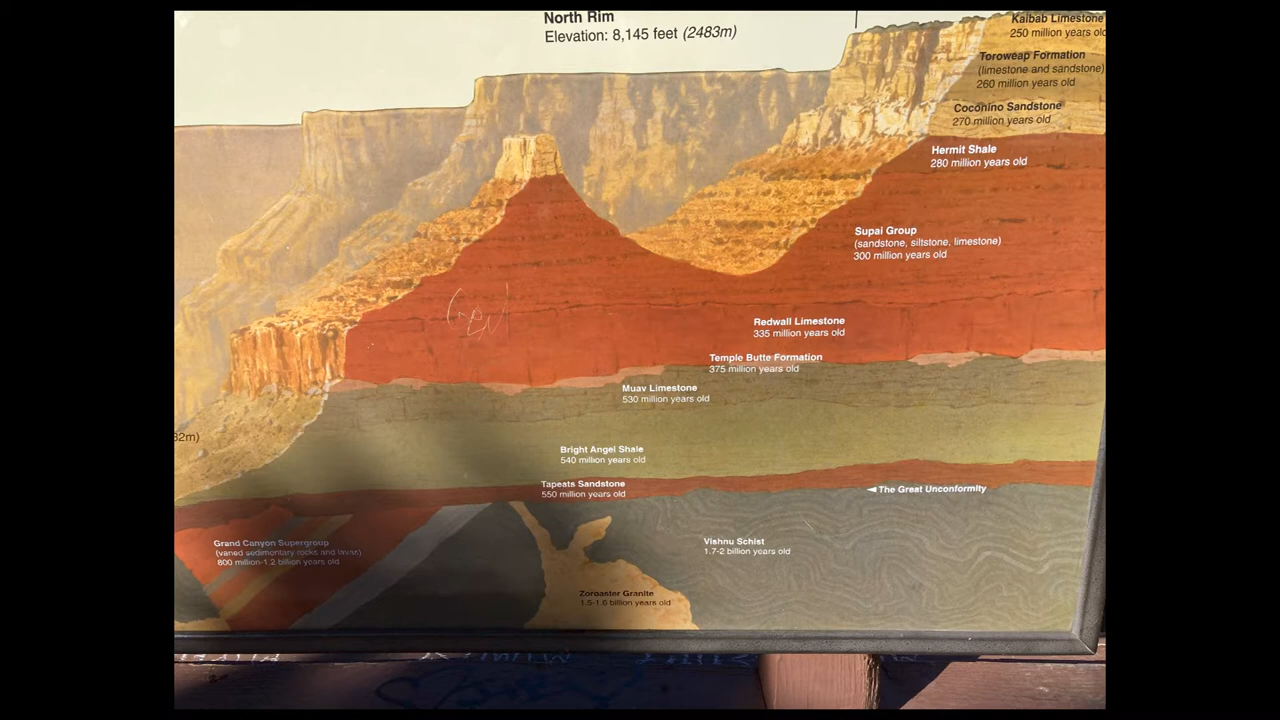 North Rim
Elevation: 8,145 feet (2483m)
Kaibab Limestone
250 million years old
Toroweap Formation
(limestone and sandstone)
260 million years old
Coconino Sandstone
270 million years old
Hermit Shale
280 million years old
Supai Group
(sandstone, siltstone, limestone)
300 million years old
Redwall Limestone
335 million years old
Temple Butte Formation
375 million years old
Muav Limestone
530 million years old
32m)
Bright Angel Shale
540 million years old
Tapeats Sandstone
550 million years old
◄ The Great Unconformity
Grand Canyon Supergroup
(varied sedimentary rocks and lavas)
800 million-1.2 billion years old
Vishnu Schist
1.7-2 billion years old
Zoroaster Granite
1.5-1.6 billion years old